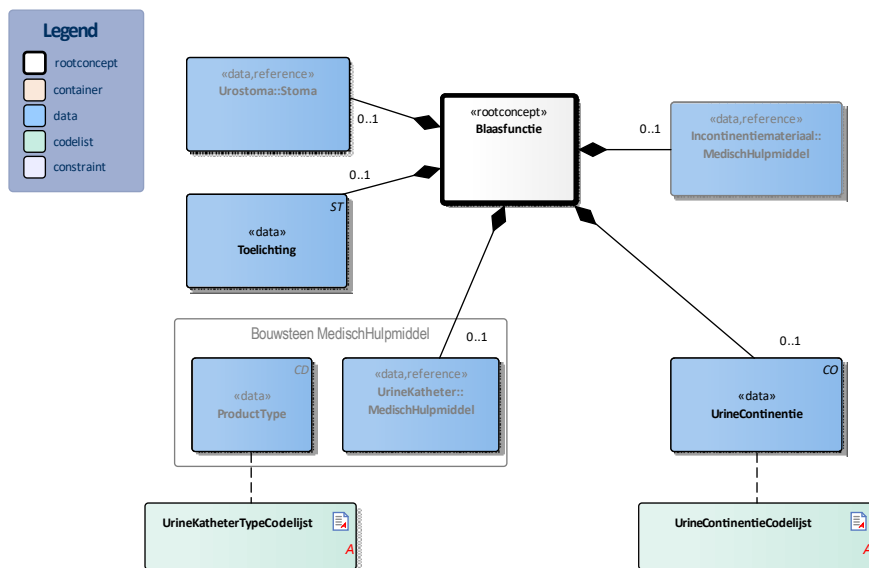 Legend
rootconcept
container
data
codelist
constraint
«data,reference»
Urostoma::Stoma
0..1
«rootconcept»
Blaasfunctie
«data,reference»
Incontinentiemateriaal::
MedischHulpmiddel
0..1
ST
«data»
Toelichting
0..1
Bouwsteen MedischHulpmiddel
CD
«data»
ProductType
«data,reference»
UrineKatheter::
MedischHulpmiddel
0..1
CO
«data»
UrineContinentie
0..1
UrineKatheterTypeCodelijst
A
UrineContinentieCodelijst
A